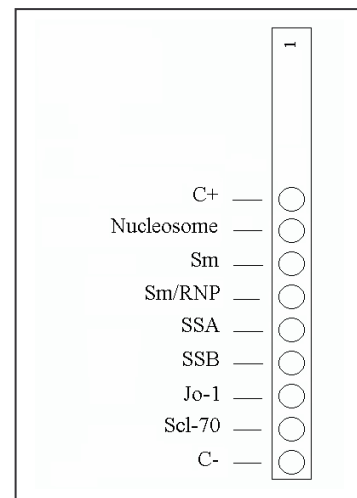 1
C+
Nucleosome
Sm
Sm/RNP
SSA
SSB
Jo-1
Scl-70
C-